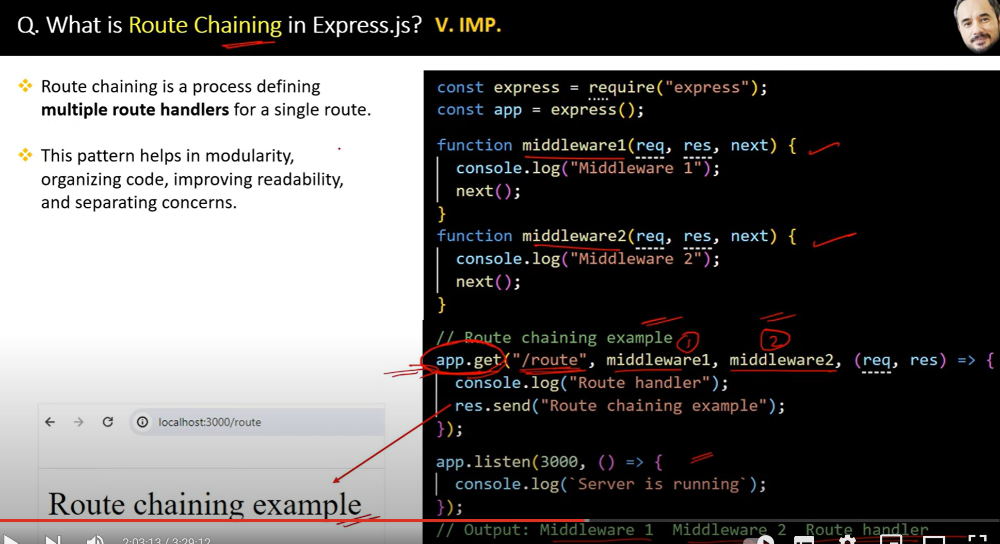 Q. What is Route Chaining in Express.js? V. IMP.
Route chaining is a process defining
multiple route handlers for a single route.
This pattern helps in modularity,
organizing code, improving readability,
and separating concerns.
localhost:3000/route
Route chaining example
const express = require("express");
const app = express();
function middleware1(req, res, next) {
console.log("Middleware 1");
next();
}
function middleware2(req, res, next) {
console.log("Middleware 2");
next();
}
// Route chaining example
1 2
app.get("/route", middleware1, middleware2, (req, res) => {
console.log("Route handler");
res.send("Route chaining example");
});
app.listen(3000, () => {
console.log(`Server is running`);
});
// Output: Middleware 1 Middleware 2 Route handler
2:03:13 / 3:29:12